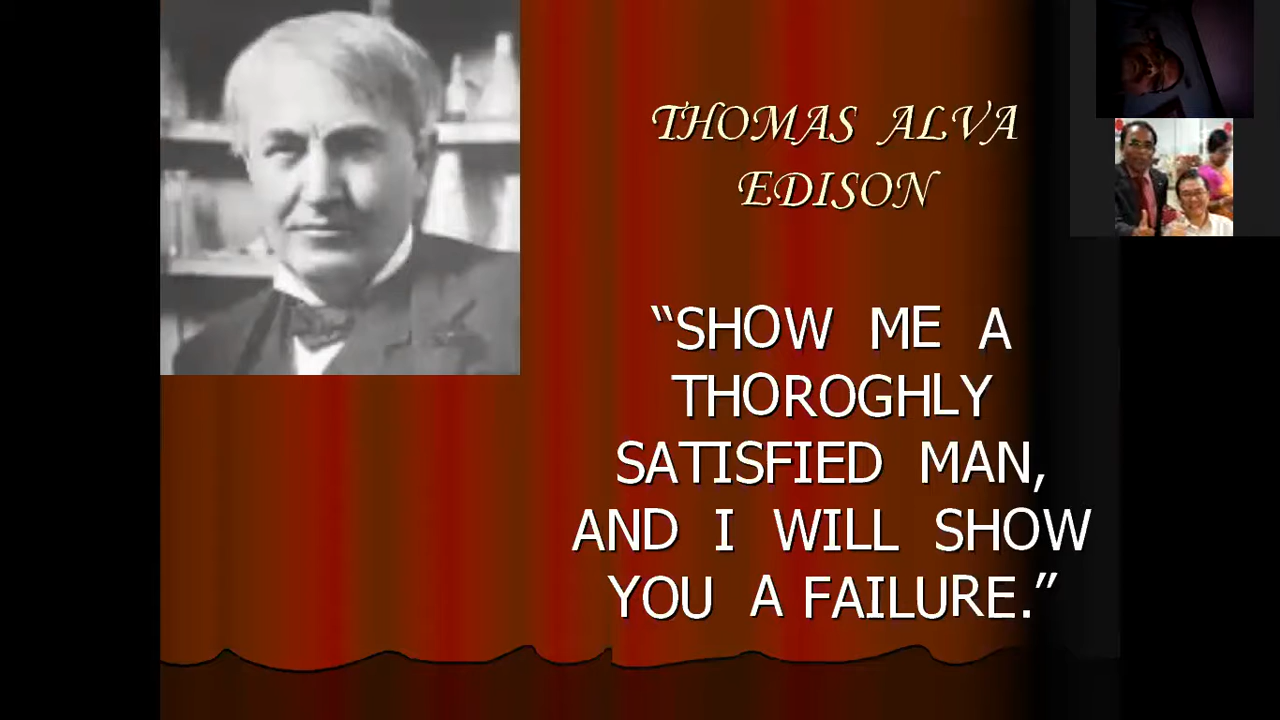 THOMAS ALVA
EDISON
“SHOW ME A
THOROGHLY
SATISFIED MAN,
AND I WILL SHOW
YOU A FAILURE.”